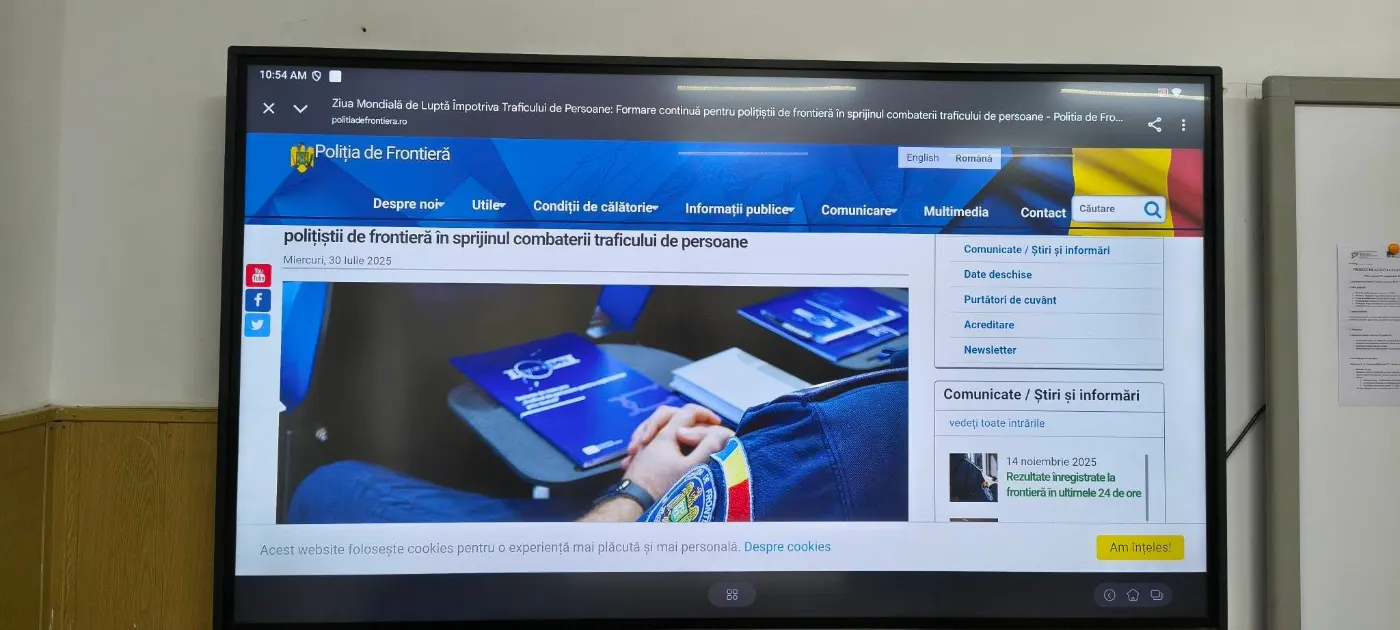 10:54 AM
Ziua Mondială de Luptă Împotriva Traficului de Persoane: Formare continuă pentru polițiștii de frontieră în sprijinul combaterii traficului de persoane - Politia de Fro...
politiadefrontiera.ro
Poliția de Frontieră
English Română
Despre noi Utile Condiții de călătorie Informații publice Comunicare Multimedia Contact Căutare
polițiștii de frontieră în sprijinul combaterii traficului de persoane
Miercuri, 30 Iulie 2025
You
Tube
Comunicate / Știri și informări
Date deschise
Purtători de cuvânt
Acreditare
Newsletter
Comunicate / Știri și informări
vedeți toate intrările
14 noiembrie 2025
Rezultate înregistrate la
frontieră în ultimele 24 de ore
Acest website folosește cookies pentru o experiență mai plăcută și mai personală. Despre cookies
Am înțeles!